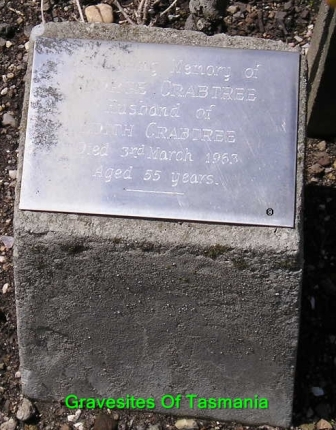 Memory of
CRABTREE
Husband of
CRABTREE
Died 3rd March 1963
Aged 55 years.
Gravesites Of Tasmania